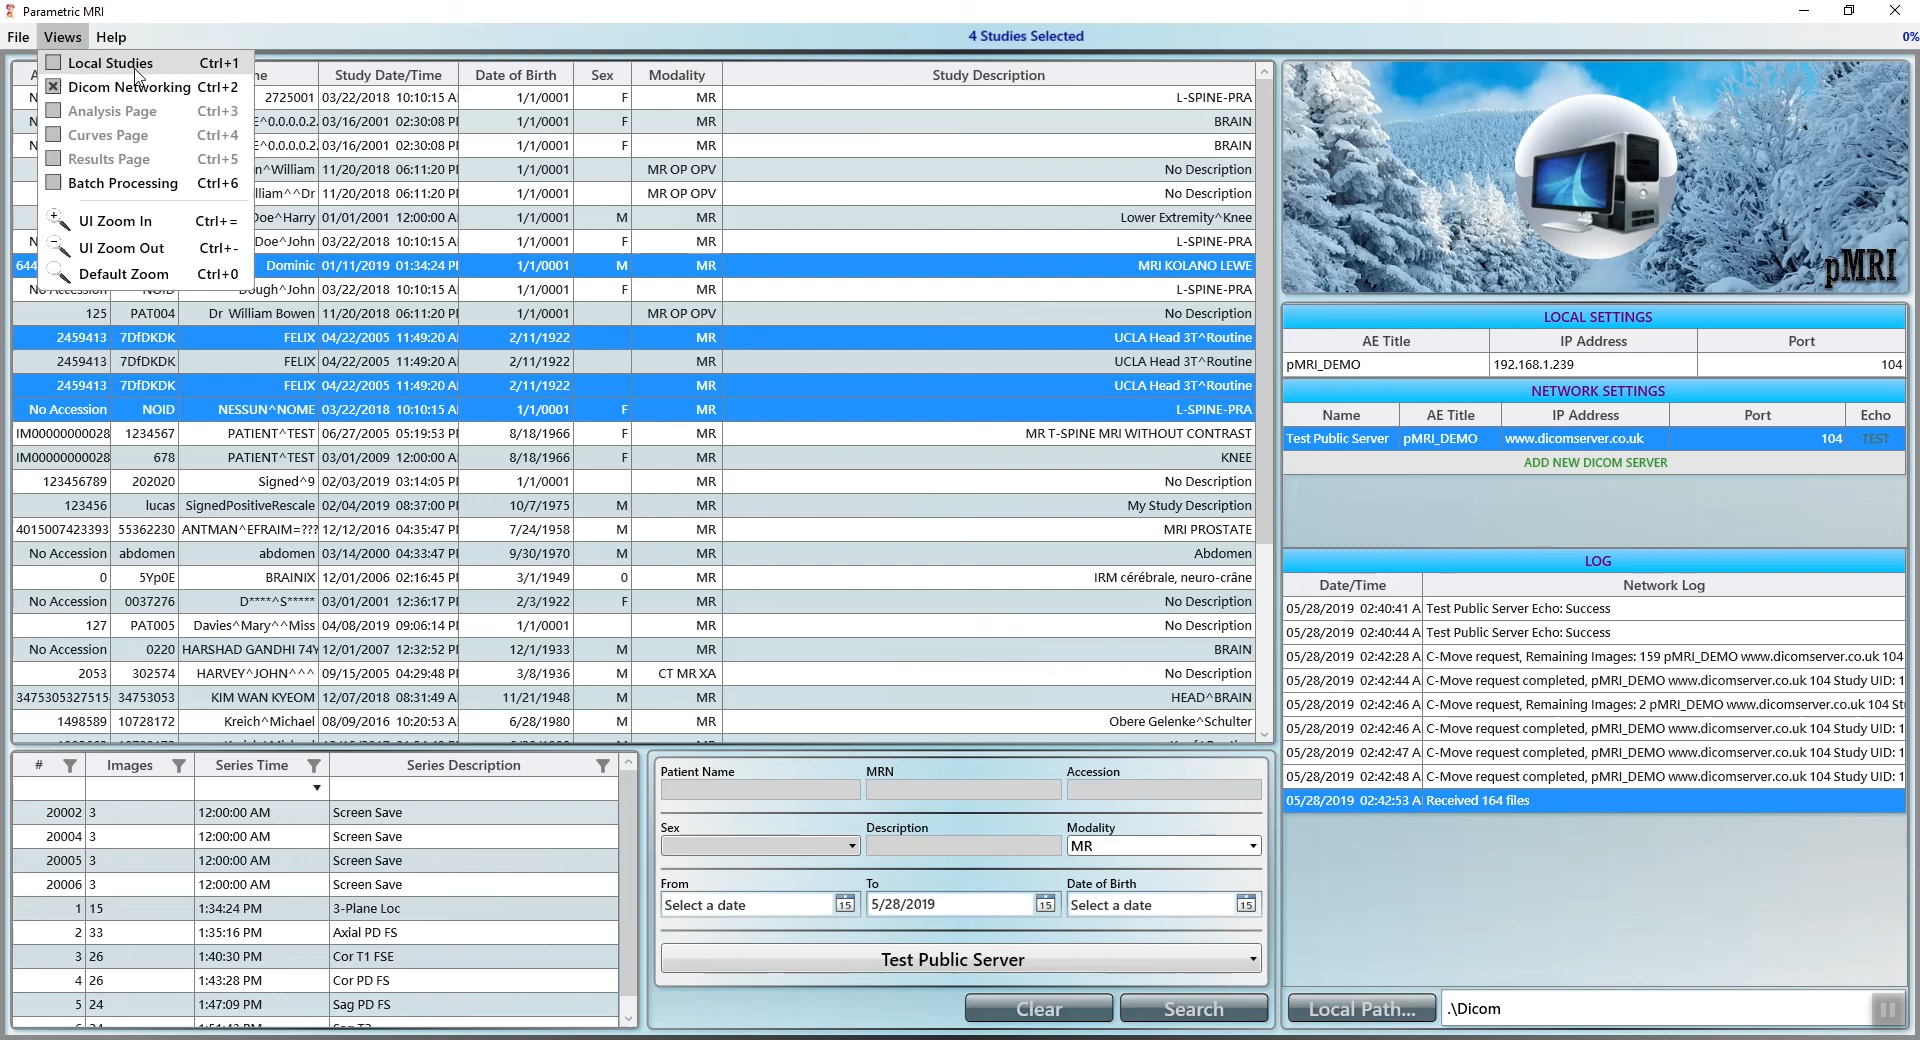 Parametric MRI
File Views Help 4 Studies Selected 0%
Local Studies Ctrl+1
Dicom Networking Ctrl+2
Analysis Page Ctrl+3
Curves Page Ctrl+4
Results Page Ctrl+5
Batch Processing Ctrl+6
UI Zoom In Ctrl+=
UI Zoom Out Ctrl+-
Default Zoom Ctrl+0
Study Date/Time Date of Birth Sex Modality Study Description
2725001 03/22/2018 10:10:15 A 1/1/0001 F MR L-SPINE-PRA
E^0.0.0.0.2. 03/16/2001 02:30:08 P 1/1/0001 F MR BRAIN
E^0.0.0.0.2. 03/16/2001 02:30:08 P 1/1/0001 F MR BRAIN
n^William 11/20/2018 06:11:20 P 1/1/0001 MR OP OPV No Description
lliam^^Dr 11/20/2018 06:11:20 P 1/1/0001 MR OP OPV No Description
Doe^Harry 01/01/2001 12:00:00 A 1/1/0001 M MR Lower Extremity^Knee
Doe^John 03/22/2018 10:10:15 A 1/1/0001 F MR L-SPINE-PRA
644 Dominic 01/11/2019 01:34:24 P 1/1/0001 M MR MRI KOLANO LEWE
No Accession NOID Dough^John 03/22/2018 10:10:15 A 1/1/0001 F MR L-SPINE-PRA
125 PAT004 Dr William Bowen 11/20/2018 06:11:20 P 1/1/0001 MR OP OPV No Description
2459413 7DfDKDK FELIX 04/22/2005 11:49:20 A 2/11/1922 MR UCLA Head 3T^Routine
2459413 7DfDKDK FELIX 04/22/2005 11:49:20 A 2/11/1922 MR UCLA Head 3T^Routine
2459413 7DfDKDK FELIX 04/22/2005 11:49:20 A 2/11/1922 MR UCLA Head 3T^Routine
No Accession NOID NESSUN^NOME 03/22/2018 10:10:15 A 1/1/0001 F MR L-SPINE-PRA
IM00000000028 1234567 PATIENT^TEST 06/27/2005 05:19:53 P 8/18/1966 F MR MR T-SPINE MRI WITHOUT CONTRAST
IM00000000028 678 PATIENT^TEST 03/01/2009 12:00:00 A 8/18/1966 F MR KNEE
123456789 202020 Signed^9 02/03/2019 03:14:05 P 1/1/0001 MR No Description
123456 lucas SignedPositiveRescale 02/04/2019 08:37:00 P 10/7/1975 M MR My Study Description
4015007423393 55362230 ANTMAN^EFRAIM=??? 12/12/2016 04:35:47 P 7/24/1958 M MR MRI PROSTATE
No Accession abdomen abdomen 03/14/2000 04:33:47 P 9/30/1970 M MR Abdomen
0 5Yp0E BRAINIX 12/01/2006 02:16:45 P 3/1/1949 0 MR IRM cérébrale, neuro-crâne
No Accession 0037276 D****^S***** 03/01/2001 12:36:17 P 2/3/1922 F MR No Description
127 PAT005 Davies^Mary^^Miss 04/08/2019 09:06:14 P 1/1/0001 MR No Description
No Accession 0220 HARSHAD GANDHI 74Y 12/01/2007 12:32:52 P 12/1/1933 M MR BRAIN
2053 302574 HARVEY^JOHN^^^ 09/15/2005 04:29:48 P 3/8/1936 M CT MR XA No Description
3475305327515 34753053 KIM WAN KYEOM 12/07/2018 08:31:49 A 11/21/1948 M MR HEAD^BRAIN
1498589 10728172 Kreich^Michael 08/09/2016 10:20:53 A 6/28/1980 M MR Obere Gelenke^Schulter
# Images Series Time Series Description
20002 3 12:00:00 AM Screen Save
20004 3 12:00:00 AM Screen Save
20005 3 12:00:00 AM Screen Save
20006 3 12:00:00 AM Screen Save
1 15 1:34:24 PM 3-Plane Loc
2 33 1:35:16 PM Axial PD FS
3 26 1:40:30 PM Cor T1 FSE
4 26 1:43:28 PM Cor PD FS
5 24 1:47:09 PM Sag PD FS
Patient Name MRN Accession
Sex Description Modality
MR
From To Date of Birth
Select a date 15 5/28/2019 15 Select a date 15
Test Public Server
Clear Search
pMRI
LOCAL SETTINGS
AE Title IP Address Port
pMRI_DEMO 192.168.1.239 104
NETWORK SETTINGS
Name AE Title IP Address Port Echo
Test Public Server pMRI_DEMO www.dicomserver.co.uk 104 TEST
ADD NEW DICOM SERVER
LOG
Date/Time Network Log
05/28/2019 02:40:41 A Test Public Server Echo: Success
05/28/2019 02:40:44 A Test Public Server Echo: Success
05/28/2019 02:42:28 A C-Move request, Remaining Images: 159 pMRI_DEMO www.dicomserver.co.uk 104
05/28/2019 02:42:44 A C-Move request completed, pMRI_DEMO www.dicomserver.co.uk 104 Study UID: 1
05/28/2019 02:42:46 A C-Move request, Remaining Images: 2 pMRI_DEMO www.dicomserver.co.uk 104 St
05/28/2019 02:42:46 A C-Move request completed, pMRI_DEMO www.dicomserver.co.uk 104 Study UID: 1
05/28/2019 02:42:47 A C-Move request completed, pMRI_DEMO www.dicomserver.co.uk 104 Study UID: 1
05/28/2019 02:42:48 A C-Move request completed, pMRI_DEMO www.dicomserver.co.uk 104 Study UID: 1
05/28/2019 02:42:53 A Received 164 files
Local Path... .\Dicom